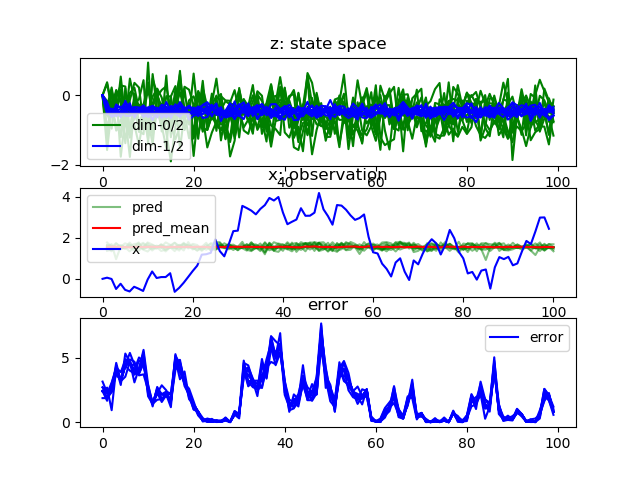 z: state space
0
−2
dim-0/2
dim-1/2
0 20 40 60 80 100
x: observation
4
2
0
pred
pred_mean
x
0 20 40 60 80 100
error
5
0
error
0 20 40 60 80 100